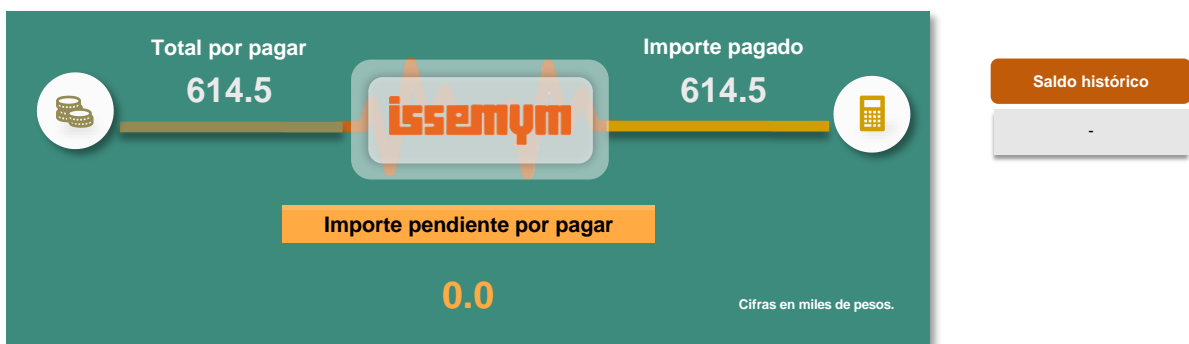 Total por pagar
614.5
issemym
Importe pagado
614.5
Importe pendiente por pagar
0.0
Cifras en miles de pesos.
Saldo histórico
-